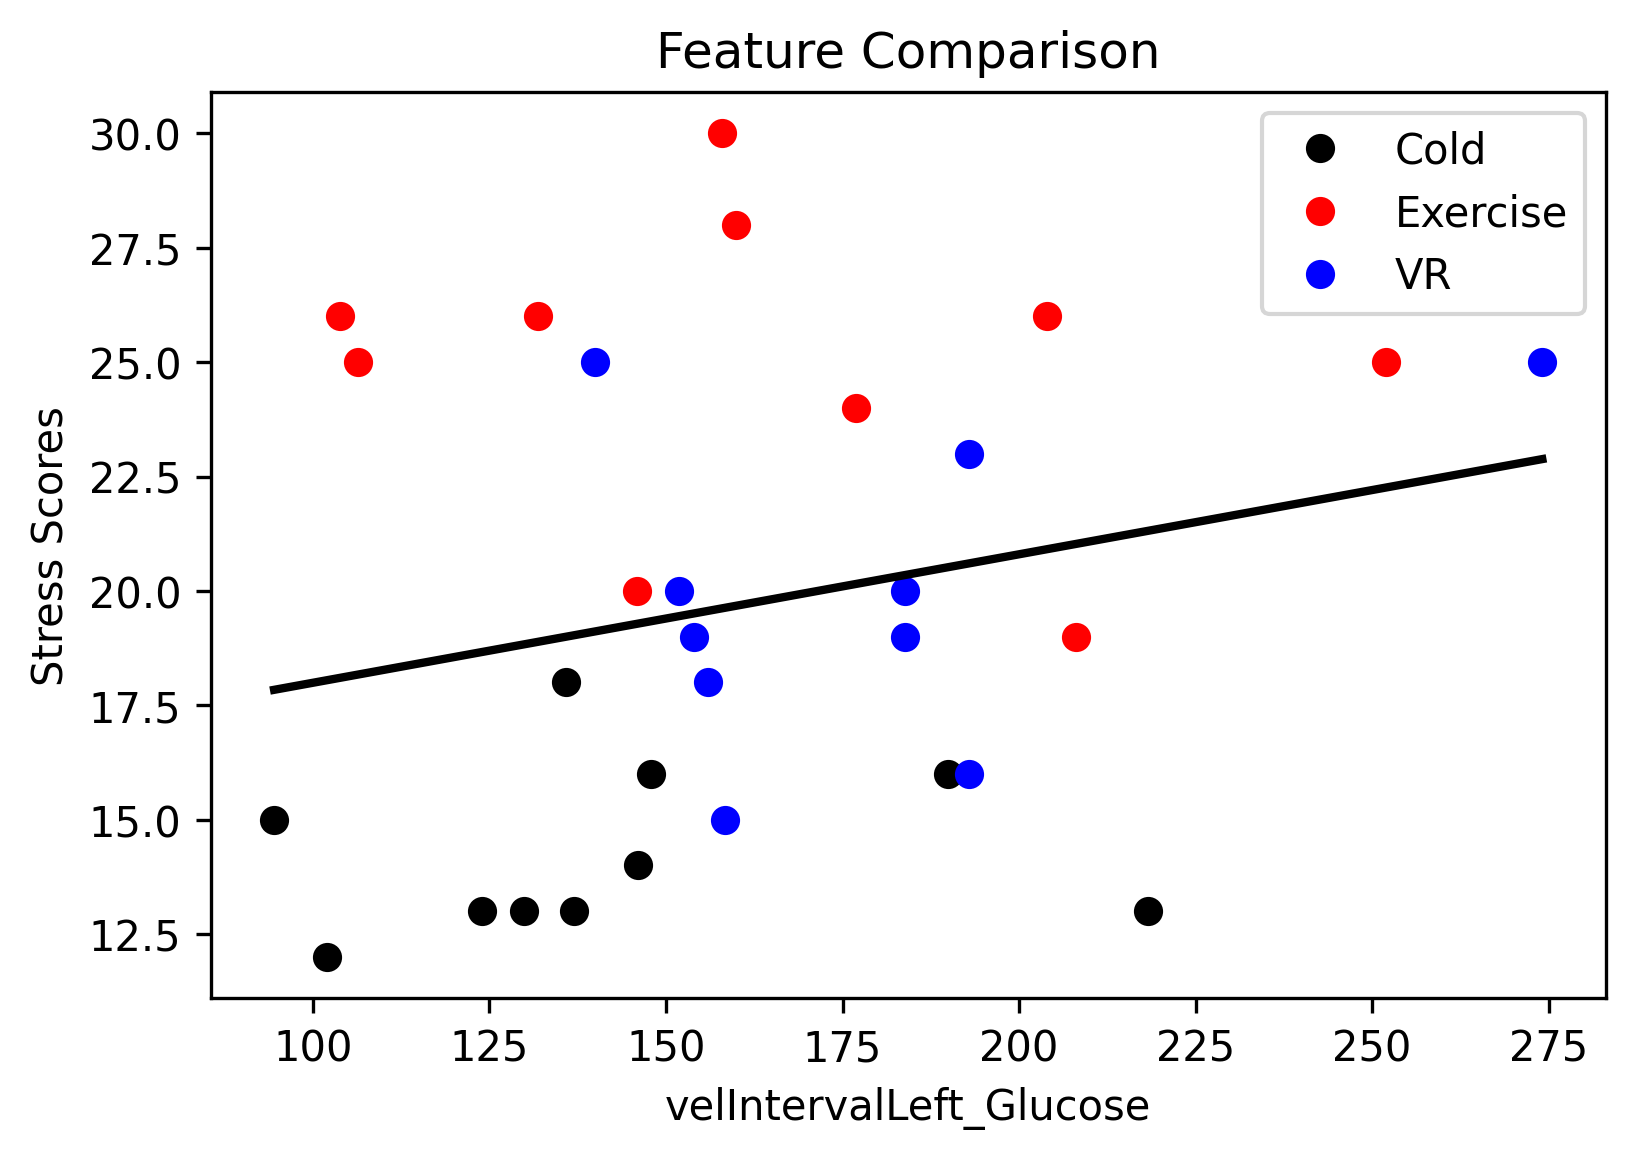 Feature Comparison
Stress Scores
30.0
27.5
25.0
22.5
20.0
17.5
15.0
12.5
Cold
Exercise
VR
100 125 150 175 200 225 250 275
velIntervalLeft_Glucose